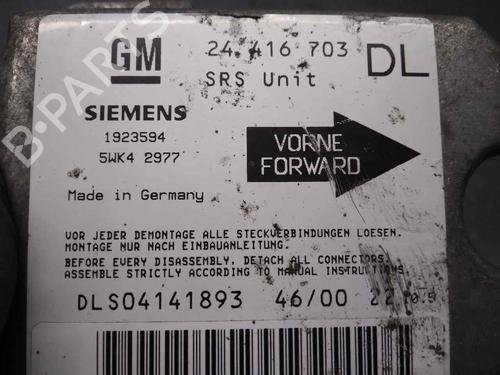 GM 24 416 703 DL
SRS Unit
SIEMENS
1923594
5WK4 2977
VORNE
FORWARD
Made in Germany
VOR JEDER DEMONTAGE ALLE STECKVERBINDUNGEN LOESEN.
MONTAGE NUR NACH EINBAUANLEITUNG.
BEFORE EVERY DISASSEMBLY, DETACH ALL CONNECTORS.
ASSEMBLE STRICTLY ACCORDING TO MANUAL INSTRUCTIONS.
DLS04141893 46/00